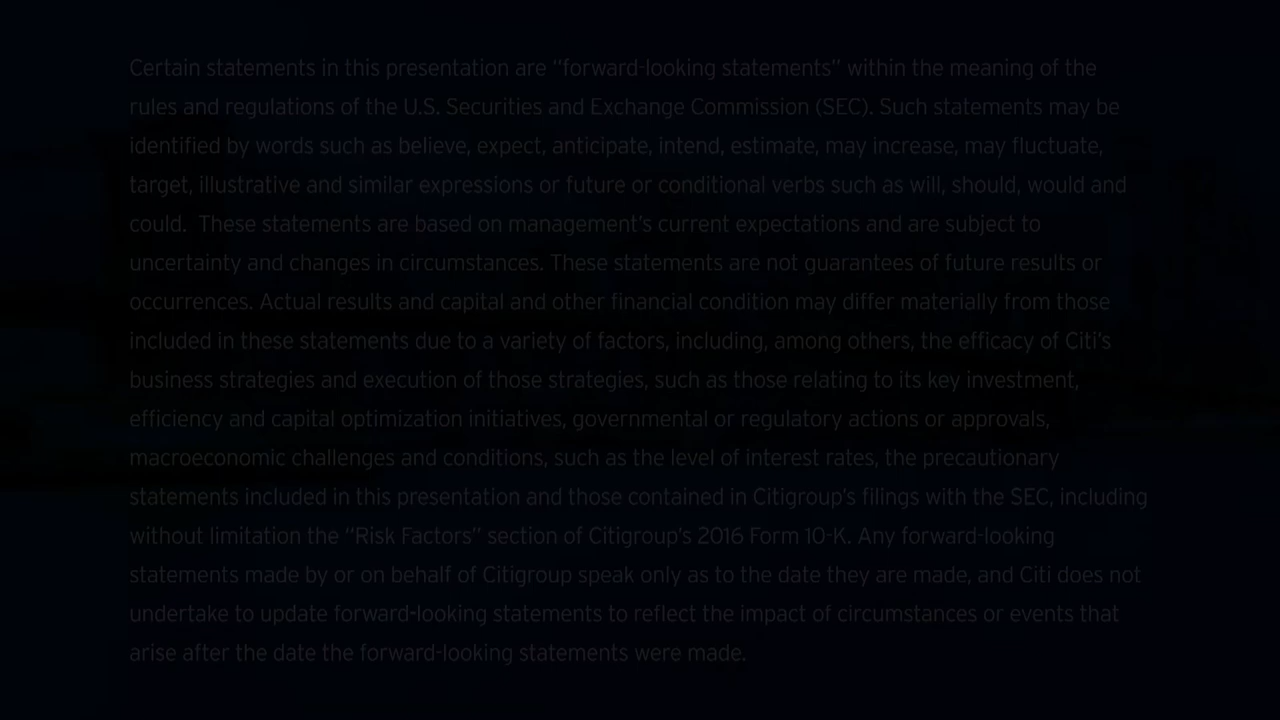 Certain statements in this presentation are “forward-looking statements” within the meaning of the
rules and regulations of the U.S. Securities and Exchange Commission (SEC). Such statements may be
identified by words such as believe, expect, anticipate, intend, estimate, may increase, may fluctuate,
target, illustrative and similar expressions or future or conditional verbs such as will, should, would and
could.  These statements are based on management’s current expectations and are subject to
uncertainty and changes in circumstances. These statements are not guarantees of future results or
occurrences. Actual results and capital and other financial condition may differ materially from those
included in these statements due to a variety of factors, including, among others, the efficacy of Citi’s
business strategies and execution of those strategies, such as those relating to its key investment,
efficiency and capital optimization initiatives, governmental or regulatory actions or approvals,
macroeconomic challenges and conditions, such as the level of interest rates, the precautionary
statements included in this presentation and those contained in Citigroup’s filings with the SEC, including
without limitation the “Risk Factors” section of Citigroup’s 2016 Form 10-K. Any forward-looking
statements made by or on behalf of Citigroup speak only as to the date they are made, and Citi does not
undertake to update forward-looking statements to reflect the impact of circumstances or events that
arise after the date the forward-looking statements were made.